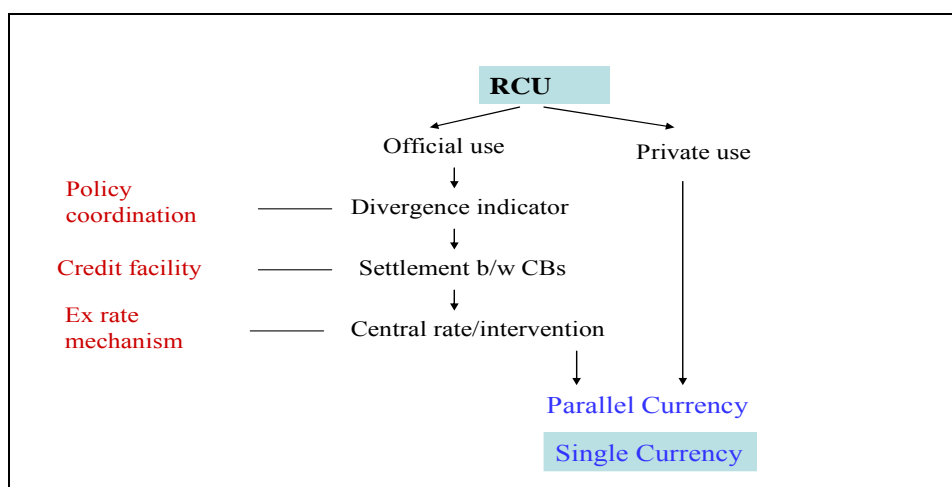 RCU
Official use
Private use
Policy
coordination
Divergence indicator
Credit facility
Settlement b/w CBs
Ex rate
mechanism
Central rate/intervention
Parallel Currency
Single Currency